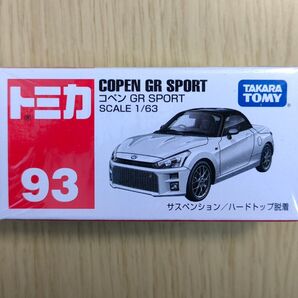 トミカ
93
COPEN GR SPORT
コペン GR SPORT
SCALE 1/63
TAKARA
TOMY
サスペンション／ハードトップ脱着